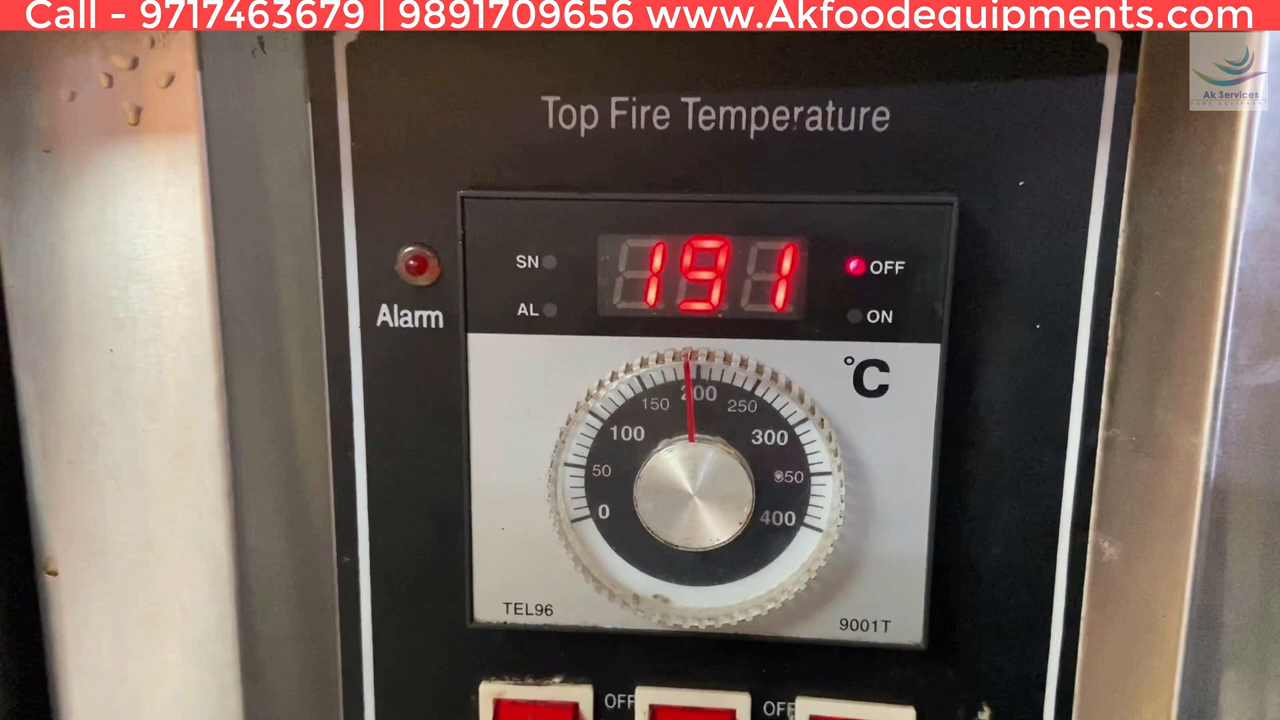 Call - 9717463679 | 9891709656 www.Akfoodequipments.com
Ak Services
Top Fire Temperature
SN
191
OFF
AL
ON
Alarm
°C
0
50
100
150
200
250
300
350
400
TEL96
9001T
OFF
OFF